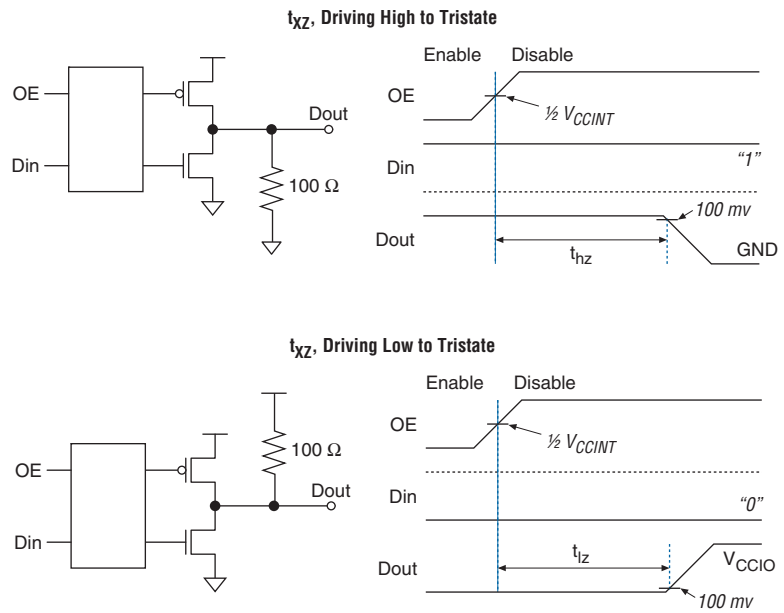 tXZ, Driving High to Tristate
Enable Disable
OE
Din
Dout
100 Ω
OE
½ VCCINT
Din
"1"
Dout
100 mv
thz
GND
tXZ, Driving Low to Tristate
Enable Disable
OE
Din
Dout
100 Ω
OE
½ VCCINT
Din
"0"
Dout
tlz
VCCIO
100 mv